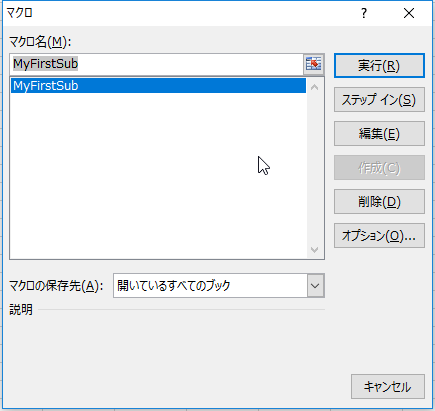 マクロ
マクロ名(M):
MyFirstSub
MyFirstSub
実行(R)
ステップ イン(S)
編集(E)
作成(C)
削除(D)
オプション(O)...
マクロの保存先(A):
開いているすべてのブック
説明
キャンセル